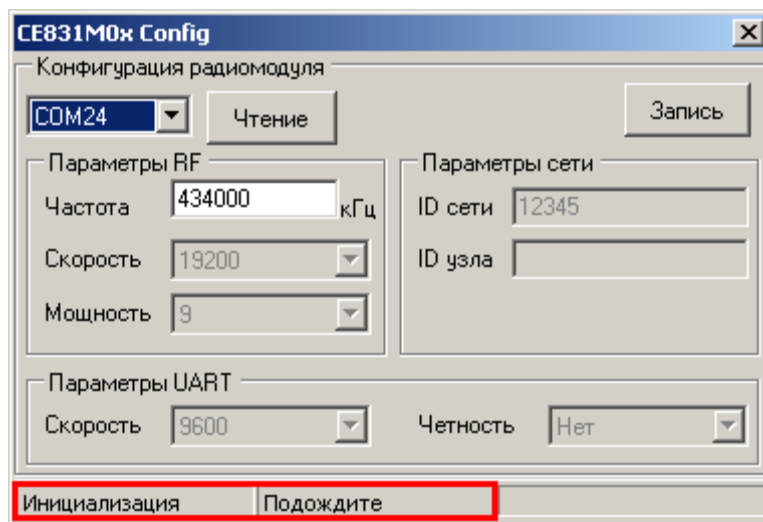 CE831M0x Config
Конфигурация радиомодуля
COM24 Чтение Запись
Параметры RF
Частота 434000 кГц
Скорость 19200
Мощность 9
Параметры сети
ID сети 12345
ID узла
Параметры UART
Скорость 9600 Четность Нет
Инициализация Подождите